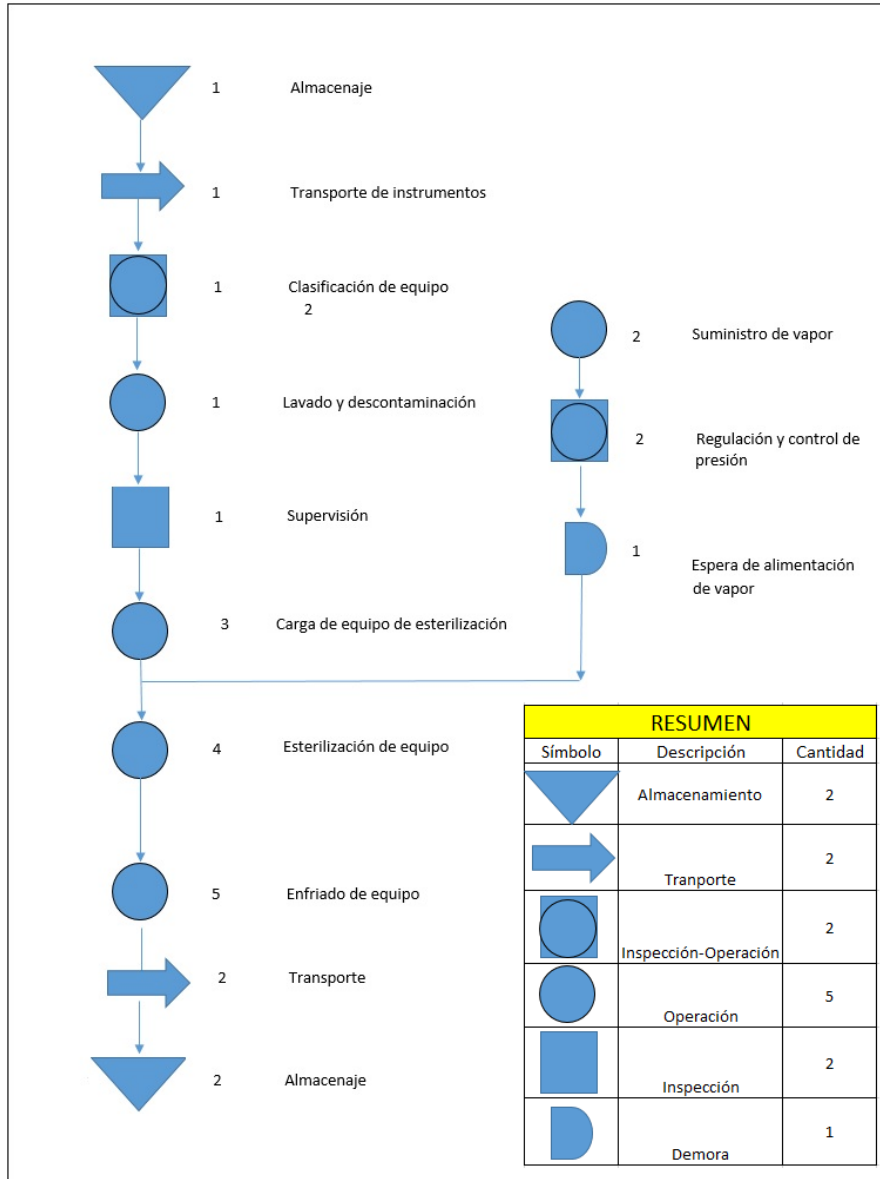 1 Almacenaje
1 Transporte de instrumentos
1 Clasificación de equipo
2
1 Lavado y descontaminación
1 Supervisión
3 Carga de equipo de esterilización
2 Suministro de vapor
2 Regulación y control de
presión
1 Espera de alimentación
de vapor
4 Esterilización de equipo
5 Enfriado de equipo
2 Transporte
2 Almacenaje
RESUMEN
Símbolo Descripción Cantidad
Almacenamiento 2
Tranporte 2
Inspección-Operación 2
Operación 5
Inspección 2
Demora 1